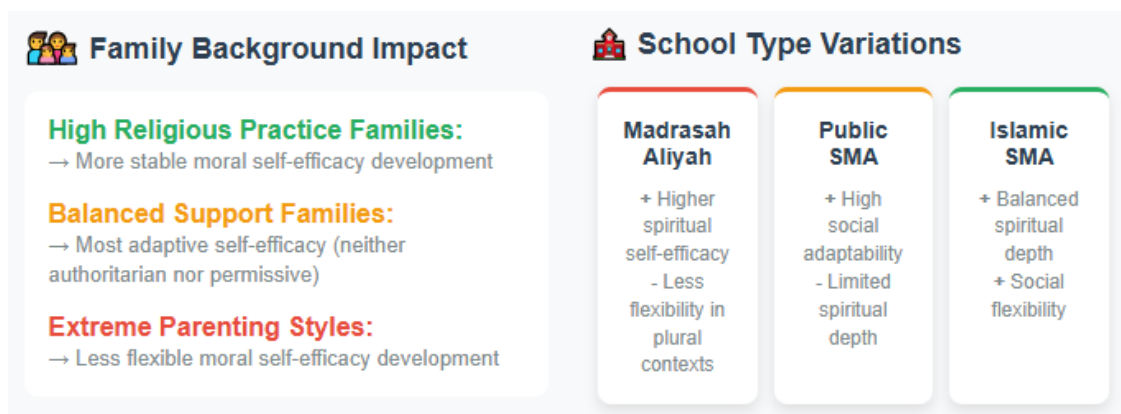 Family Background Impact
High Religious Practice Families:
→ More stable moral self-efficacy development
Balanced Support Families:
→ Most adaptive self-efficacy (neither
authoritarian nor permissive)
Extreme Parenting Styles:
→ Less flexible moral self-efficacy development
School Type Variations
Madrasah
Aliyah
+ Higher
spiritual
self-efficacy
- Less
flexibility in
plural
contexts
Public
SMA
+ High
social
adaptability
- Limited
spiritual
depth
Islamic
SMA
+ Balanced
spiritual
depth
+ Social
flexibility